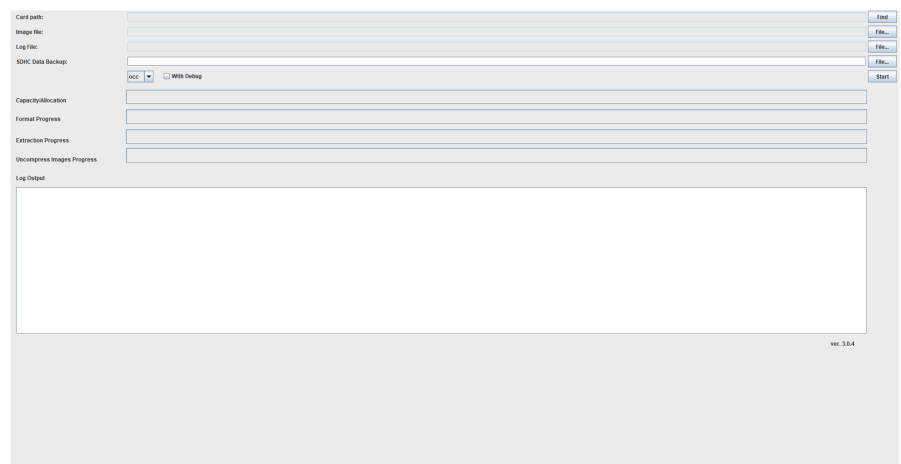 Card path: Find
Image file: File...
Log File: File...
SDHC Data Backup: File...
occ With Debug Start
Capacity/Allocation
Format Progress
Extraction Progress
Uncompress Images Progress
Log Output
ver. 3.0.4